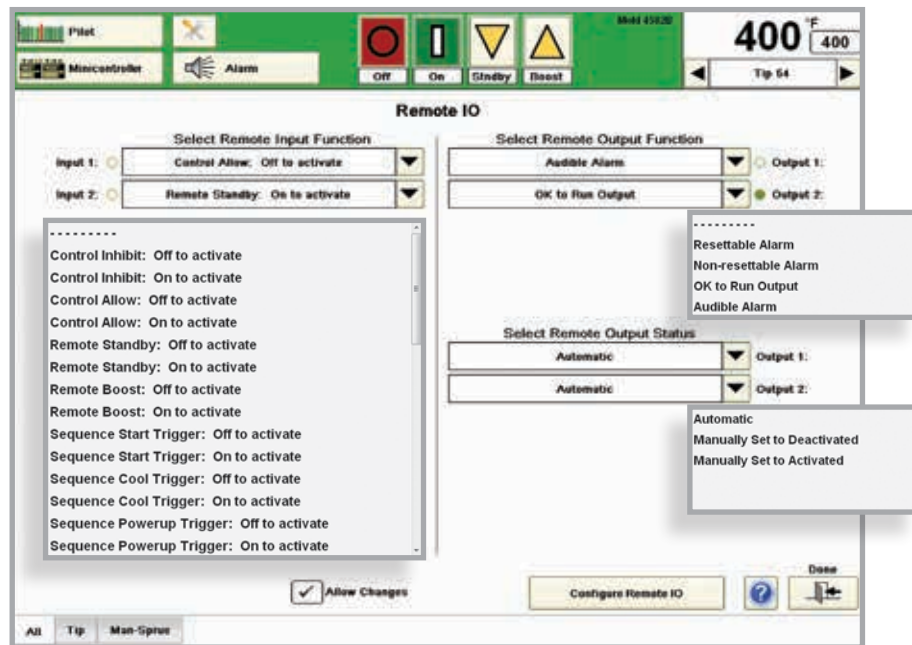 Pilot
Mold 4582B
400 °F
400
Minicontroller
Alarm
Off
On
Stndby
Boost
Tip 64
Remote IO
Select Remote Input Function
Select Remote Output Function
Input 1:
Control Allow: Off to activate
Audible Alarm
Output 1:
Input 2:
Remote Standby: On to activate
OK to Run Output
Output 2:
---------
Control Inhibit: Off to activate
Control Inhibit: On to activate
Control Allow: Off to activate
Control Allow: On to activate
Remote Standby: Off to activate
Remote Standby: On to activate
Remote Boost: Off to activate
Remote Boost: On to activate
Sequence Start Trigger: Off to activate
Sequence Start Trigger: On to activate
Sequence Cool Trigger: Off to activate
Sequence Cool Trigger: On to activate
Sequence Powerup Trigger: Off to activate
Sequence Powerup Trigger: On to activate
---------
Resettable Alarm
Non-resettable Alarm
OK to Run Output
Audible Alarm
Select Remote Output Status
Automatic
Output 1:
Automatic
Output 2:
Automatic
Manually Set to Deactivated
Manually Set to Activated
Allow Changes
Configure Remote IO
?
Done
All
Tip
Man-Sprue